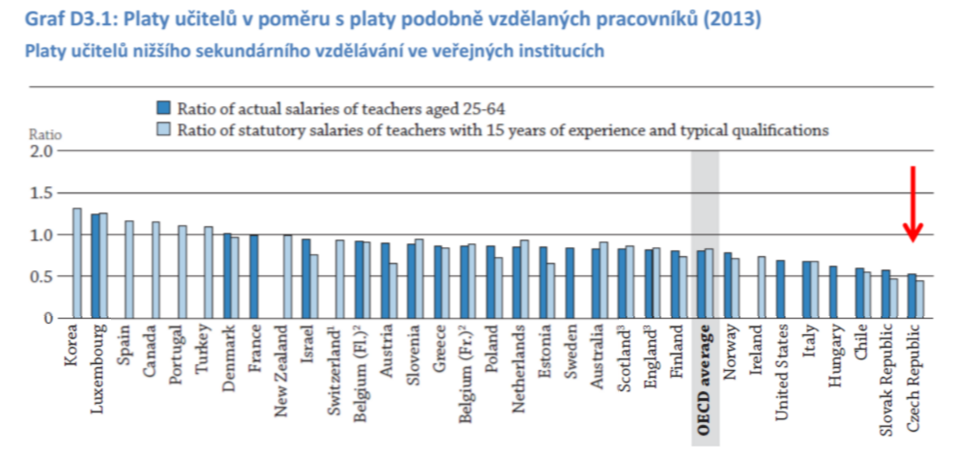 Graf D3.1: Platy učitelů v poměru s platy podobně vzdělaných pracovníků (2013)
Platy učitelů nižšího sekundárního vzdělávání ve veřejných institucích
Ratio of actual salaries of teachers aged 25-64
Ratio of statutory salaries of teachers with 15 years of experience and typical qualifications
Ratio
2.0
1.5
1.0
0.5
0
Korea
Luxembourg
Spain
Canada
Portugal
Turkey
Denmark
France
New Zealand
Israel
Switzerland¹
Belgium (Fl.)²
Austria
Slovenia
Greece
Belgium (Fr.)²
Poland
Netherlands
Estonia
Sweden
Australia
Scotland³
England³
Finland
OECD average
Norway
Ireland
United States
Italy
Hungary
Chile
Slovak Republic
Czech Republic